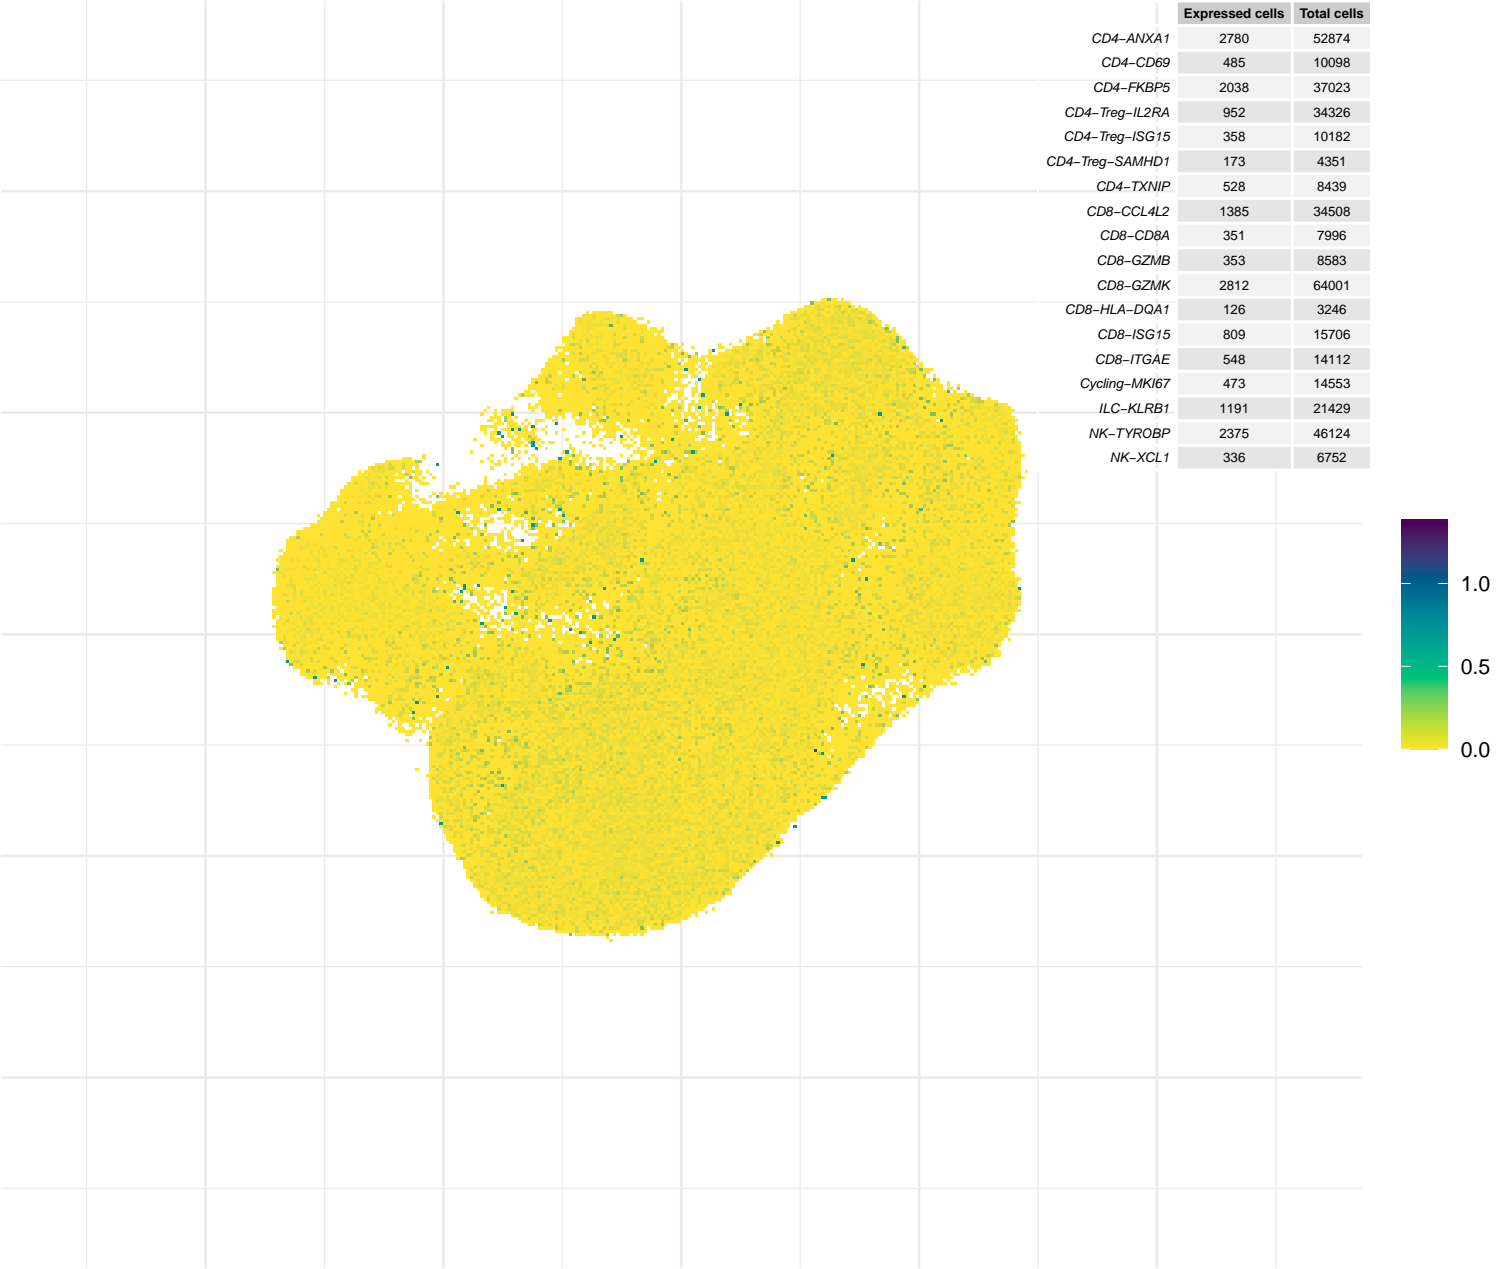 Expressed cells Total cells
CD4−ANXA1 2780 52874
CD4−CD69 485 10098
CD4−FKBP5 2038 37023
CD4−Treg−IL2RA 952 34326
CD4−Treg−ISG15 358 10182
CD4−Treg−SAMHD1 173 4351
CD4−TXNIP 528 8439
CD8−CCL4L2 1385 34508
CD8−CD8A 351 7996
CD8−GZMB 353 8583
CD8−GZMK 2812 64001
CD8−HLA−DQA1 126 3246
CD8−ISG15 809 15706
CD8−ITGAE 548 14112
Cycling−MKI67 473 14553
ILC−KLRB1 1191 21429
NK−TYROBP 2375 46124
NK−XCL1 336 6752
1.0
0.5
0.0